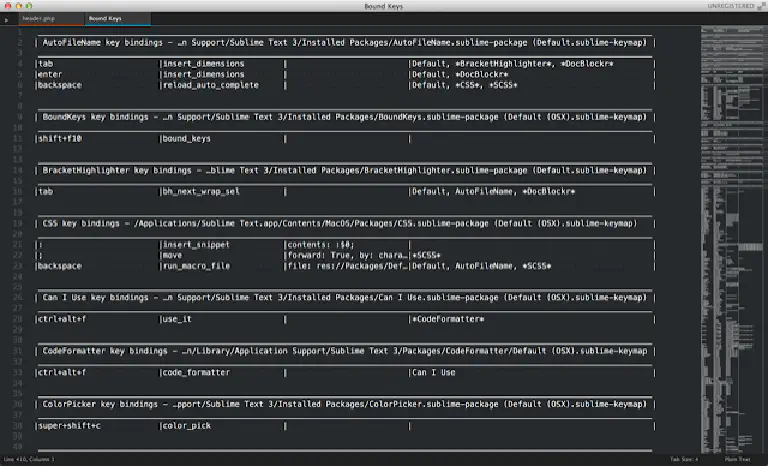 Bound Keys
UNREGISTERED
header.php
Bound Keys
1
2 | AutoFileName key bindings – …n Support/Sublime Text 3/Installed Packages/AutoFileName.sublime-package (Default.sublime-keymap) |
3
4 |tab |insert_dimensions | |Default, *BracketHighlighter*, *DocBlockr* |
5 |enter |insert_dimensions | |Default, *DocBlockr* |
6 |backspace |reload_auto_complete | |Default, *CSS*, *SCSS* |
7
8
9 | BoundKeys key bindings – …n Support/Sublime Text 3/Installed Packages/BoundKeys.sublime-package (Default (OSX).sublime-keymap) |
10
11 |shift+f10 |bound_keys | | |
12
13
14 | BracketHighlighter key bindings – …blime Text 3/Installed Packages/BracketHighlighter.sublime-package (Default.sublime-keymap) |
15
16 |tab |bh_next_wrap_sel | |Default, AutoFileName, *DocBlockr* |
17
18
19 | CSS key bindings – /Applications/Sublime Text.app/Contents/MacOS/Packages/CSS.sublime-package (Default (OSX).sublime-keymap) |
20
21 |: |insert_snippet |contents: :$0; | |
22 |; |move |forward: True, by: chara…|*SCSS* |
23 |backspace |run_macro_file |file: res://Packages/Def…|Default, AutoFileName, *SCSS* |
24
25
26 | Can I Use key bindings – …n Support/Sublime Text 3/Installed Packages/Can I Use.sublime-package (Default (OSX).sublime-keymap) |
27
28 |ctrl+alt+f |use_it | |*CodeFormatter* |
29
30
31 | CodeFormatter key bindings – …n/Library/Application Support/Sublime Text 3/Packages/CodeFormatter/Default (OSX).sublime-keymap |
32
33 |ctrl+alt+f |code_formatter | |Can I Use |
34
35
36 | ColorPicker key bindings – …pport/Sublime Text 3/Installed Packages/ColorPicker.sublime-package (Default (OSX).sublime-keymap) |
37
38 |super+shift+c |color_pick | | |
39
40
Line 410, Column 1
Tab Size: 4
Plain Text